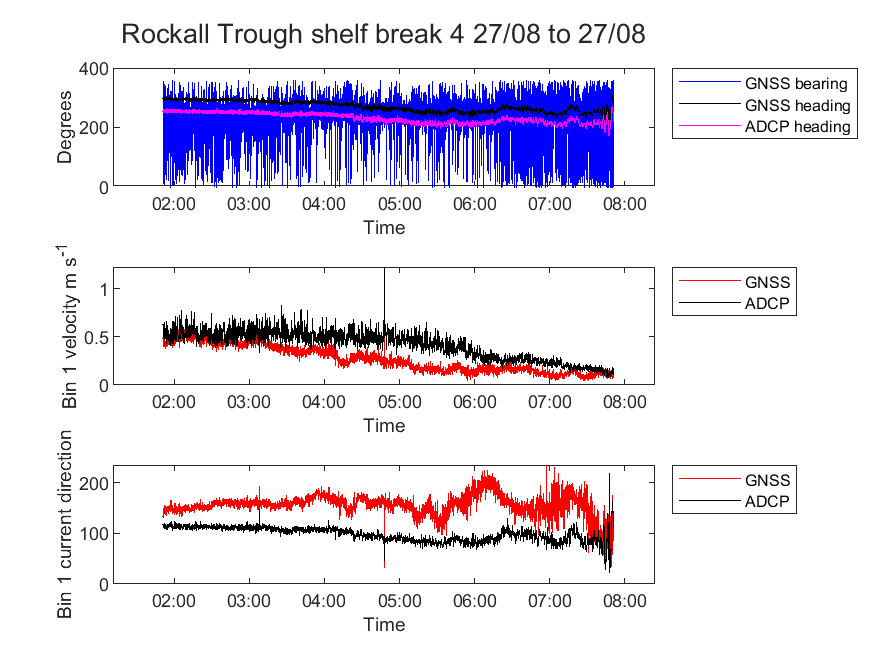 Rockall Trough shelf break 4 27/08 to 27/08
400
200
0
Degrees
02:00 03:00 04:00 05:00 06:00 07:00 08:00
Time
GNSS bearing
GNSS heading
ADCP heading
1
0.5
0
Bin 1 velocity m s-1
02:00 03:00 04:00 05:00 06:00 07:00 08:00
Time
GNSS
ADCP
200
100
0
Bin 1 current direction
02:00 03:00 04:00 05:00 06:00 07:00 08:00
Time
GNSS
ADCP